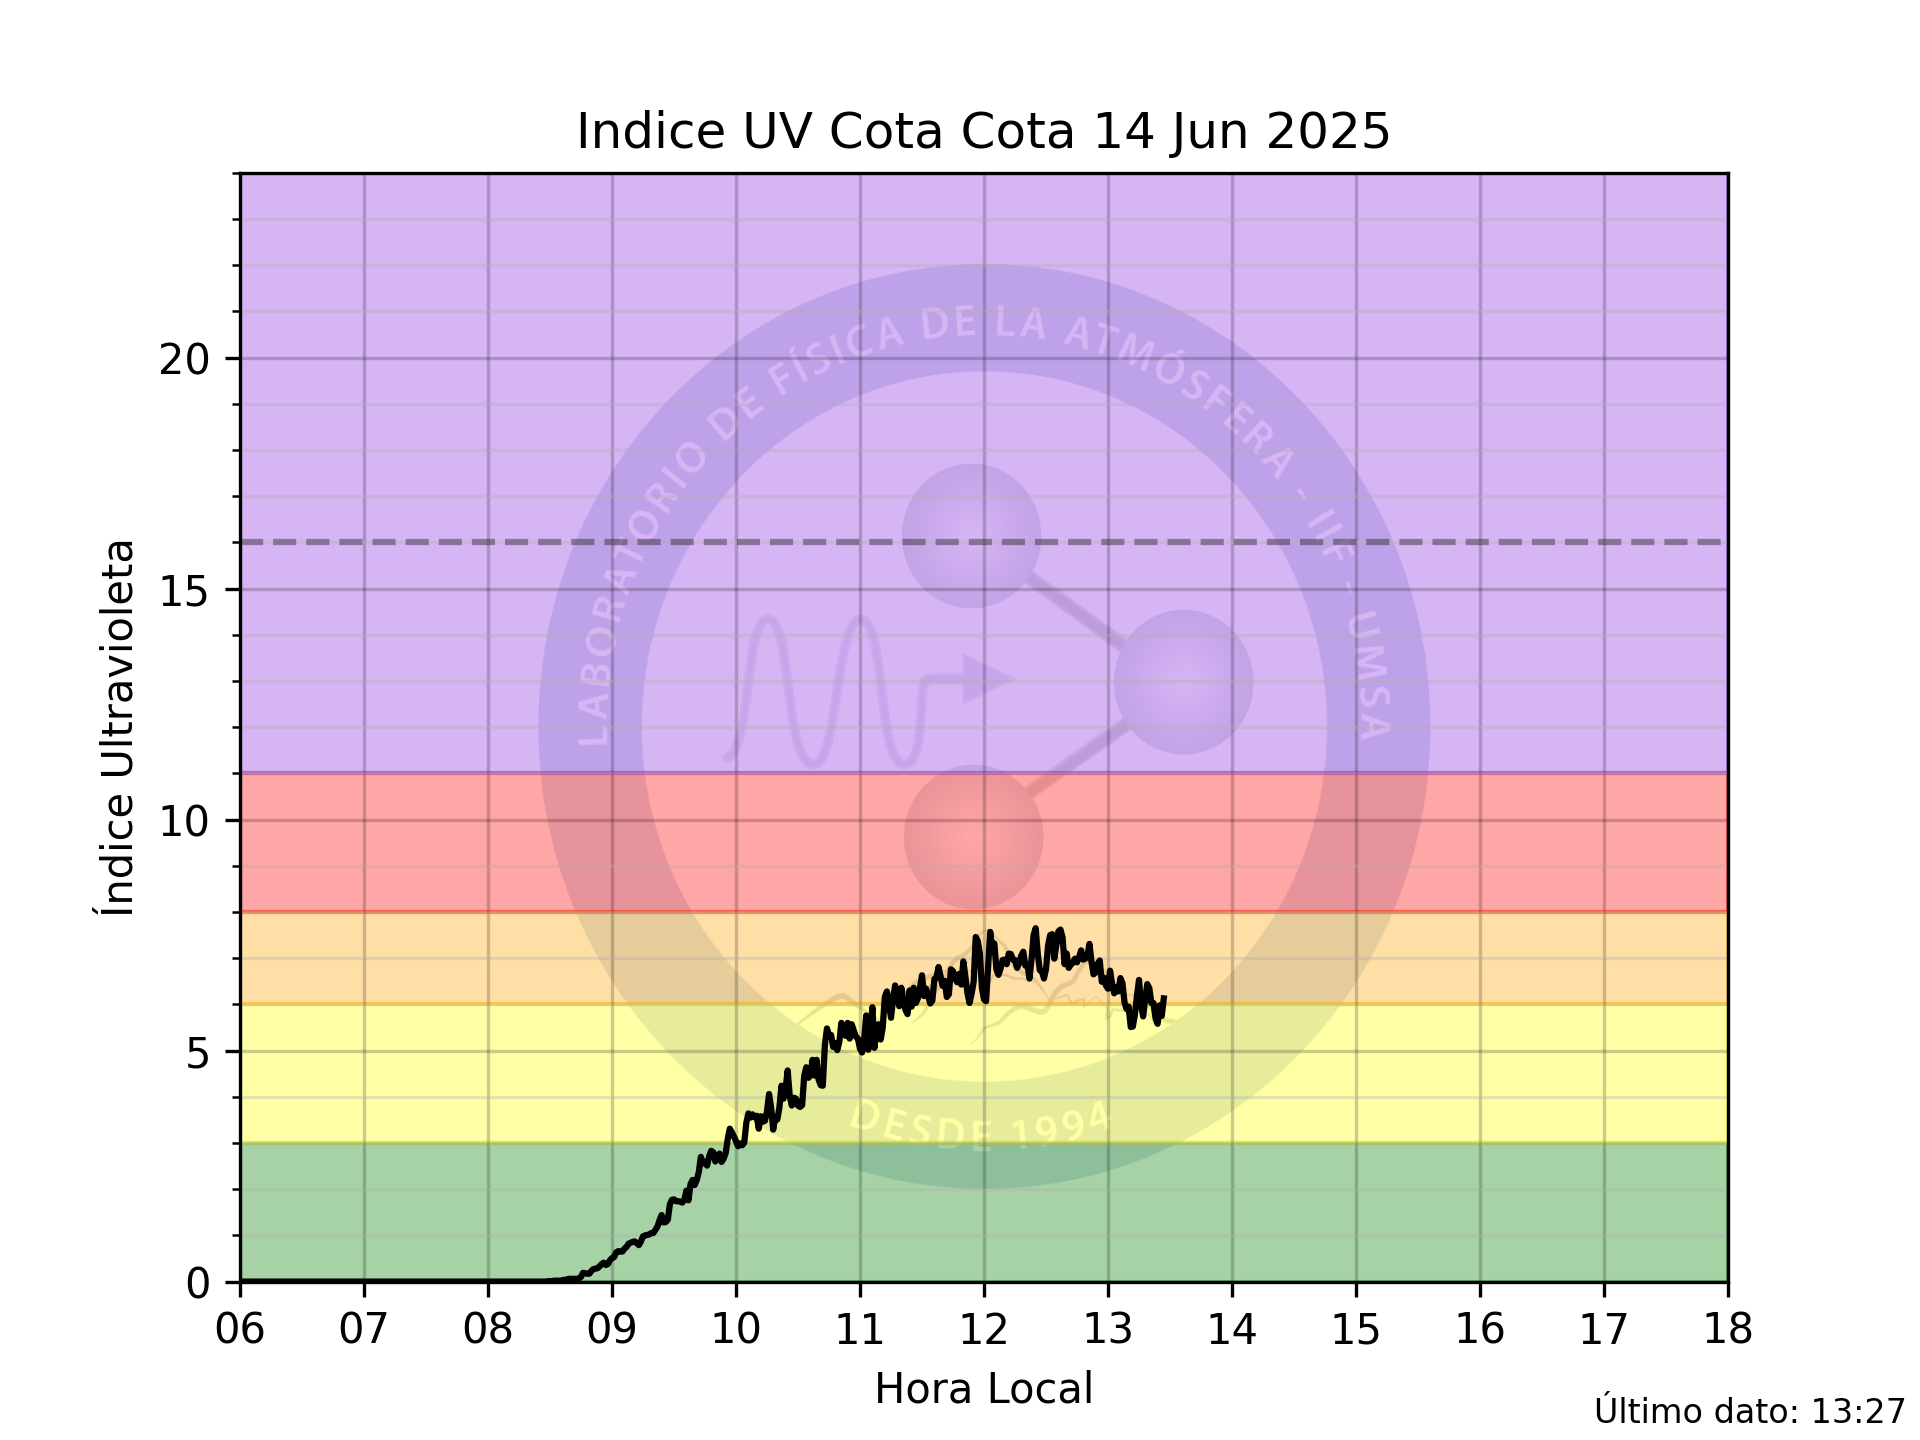 Indice UV Cota Cota 14 Jun 2025
Índice Ultravioleta
20
15
10
5
0
LABORATORIO DE FÍSICA DE LA ATMÓSFERA - IIF - UMSA
DESDE 1994
06 07 08 09 10 11 12 13 14 15 16 17 18
Hora Local
Último dato: 13:27